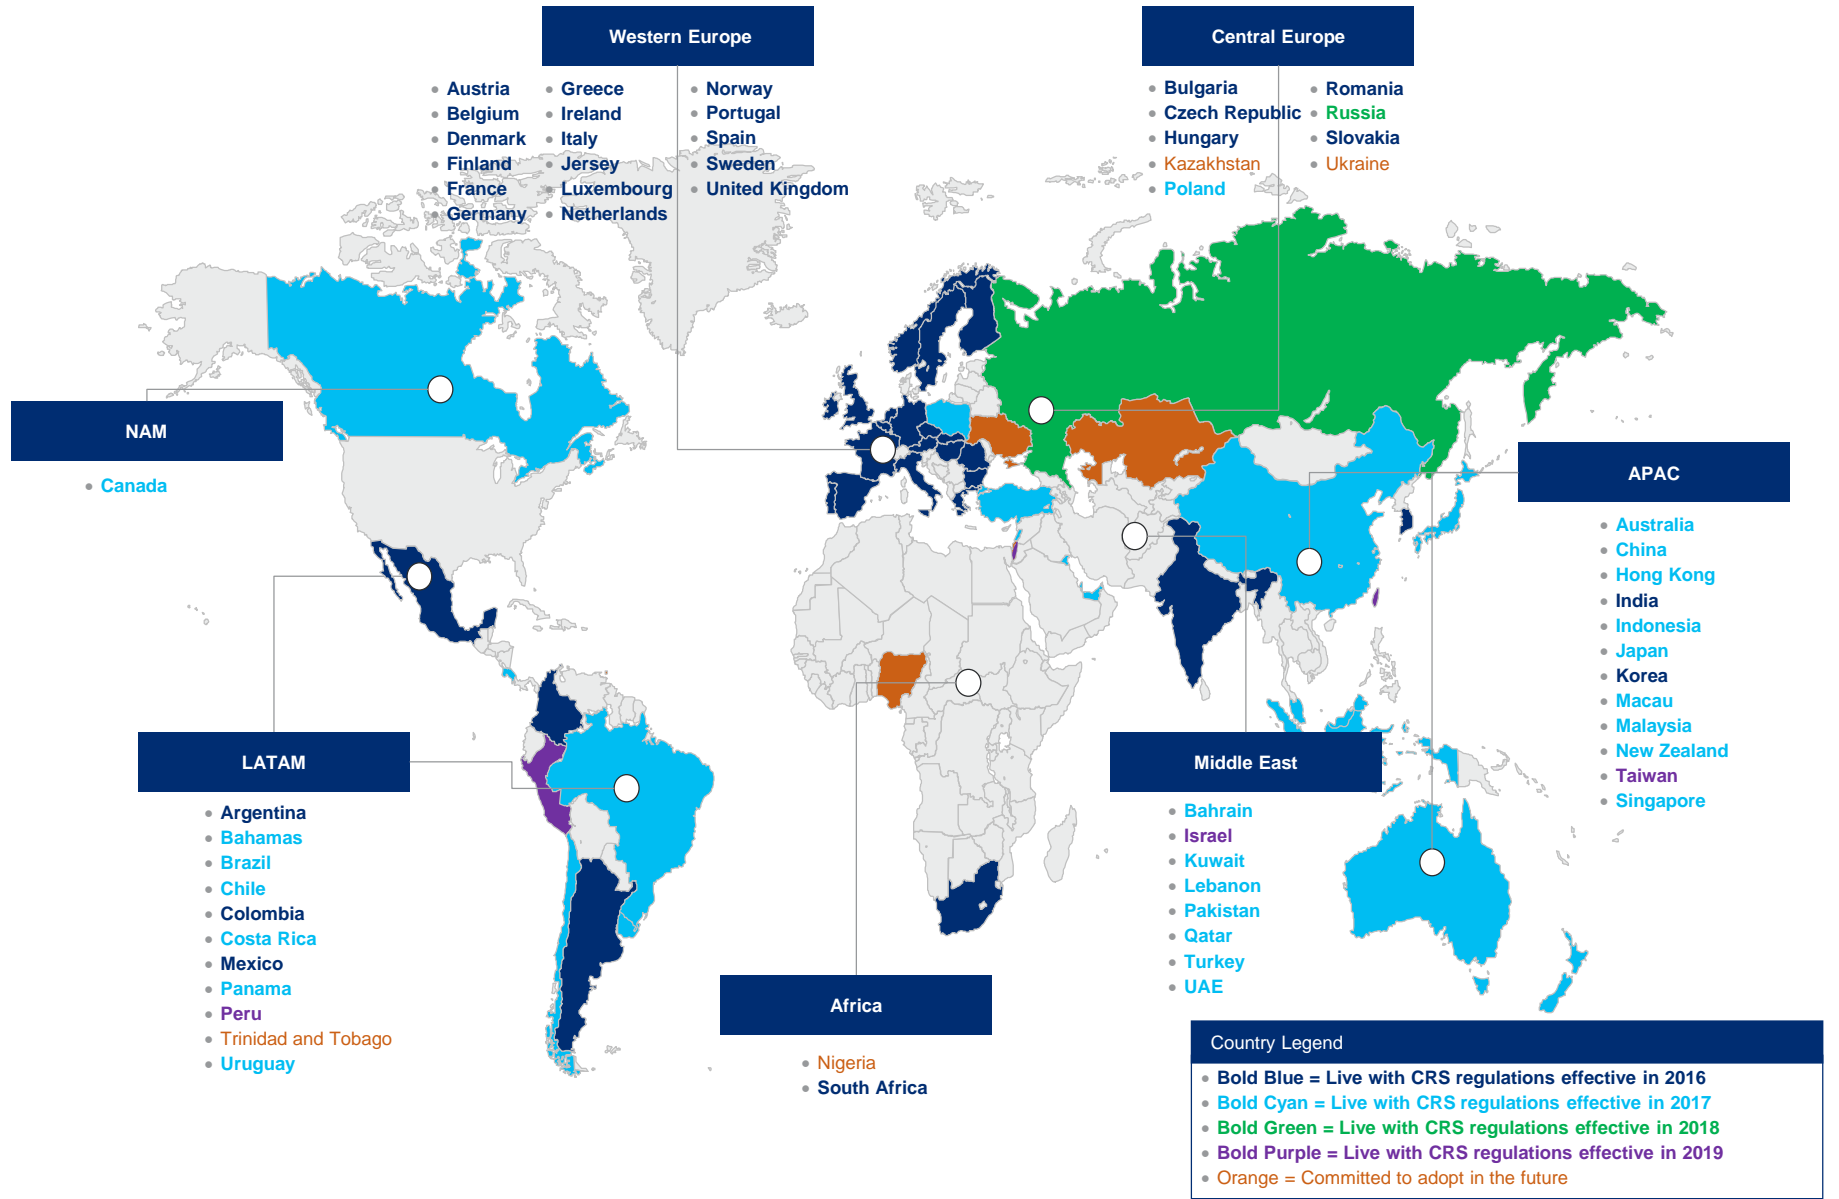 Western Europe
• Austria
• Belgium
• Denmark
• Finland
• France
• Germany
• Greece
• Ireland
• Italy
• Jersey
• Luxembourg
• Netherlands
• Norway
• Portugal
• Spain
• Sweden
• United Kingdom
Central Europe
• Bulgaria
• Czech Republic
• Hungary
• Kazakhstan
• Poland
• Romania
• Russia
• Slovakia
• Ukraine
NAM
• Canada
APAC
• Australia
• China
• Hong Kong
• India
• Indonesia
• Japan
• Korea
• Macau
• Malaysia
• New Zealand
• Taiwan
• Singapore
LATAM
• Argentina
• Bahamas
• Brazil
• Chile
• Colombia
• Costa Rica
• Mexico
• Panama
• Peru
• Trinidad and Tobago
• Uruguay
Middle East
• Bahrain
• Israel
• Kuwait
• Lebanon
• Pakistan
• Qatar
• Turkey
• UAE
Africa
• Nigeria
• South Africa
Country Legend
• Bold Blue = Live with CRS regulations effective in 2016
• Bold Cyan = Live with CRS regulations effective in 2017
• Bold Green = Live with CRS regulations effective in 2018
• Bold Purple = Live with CRS regulations effective in 2019
• Orange = Committed to adopt in the future